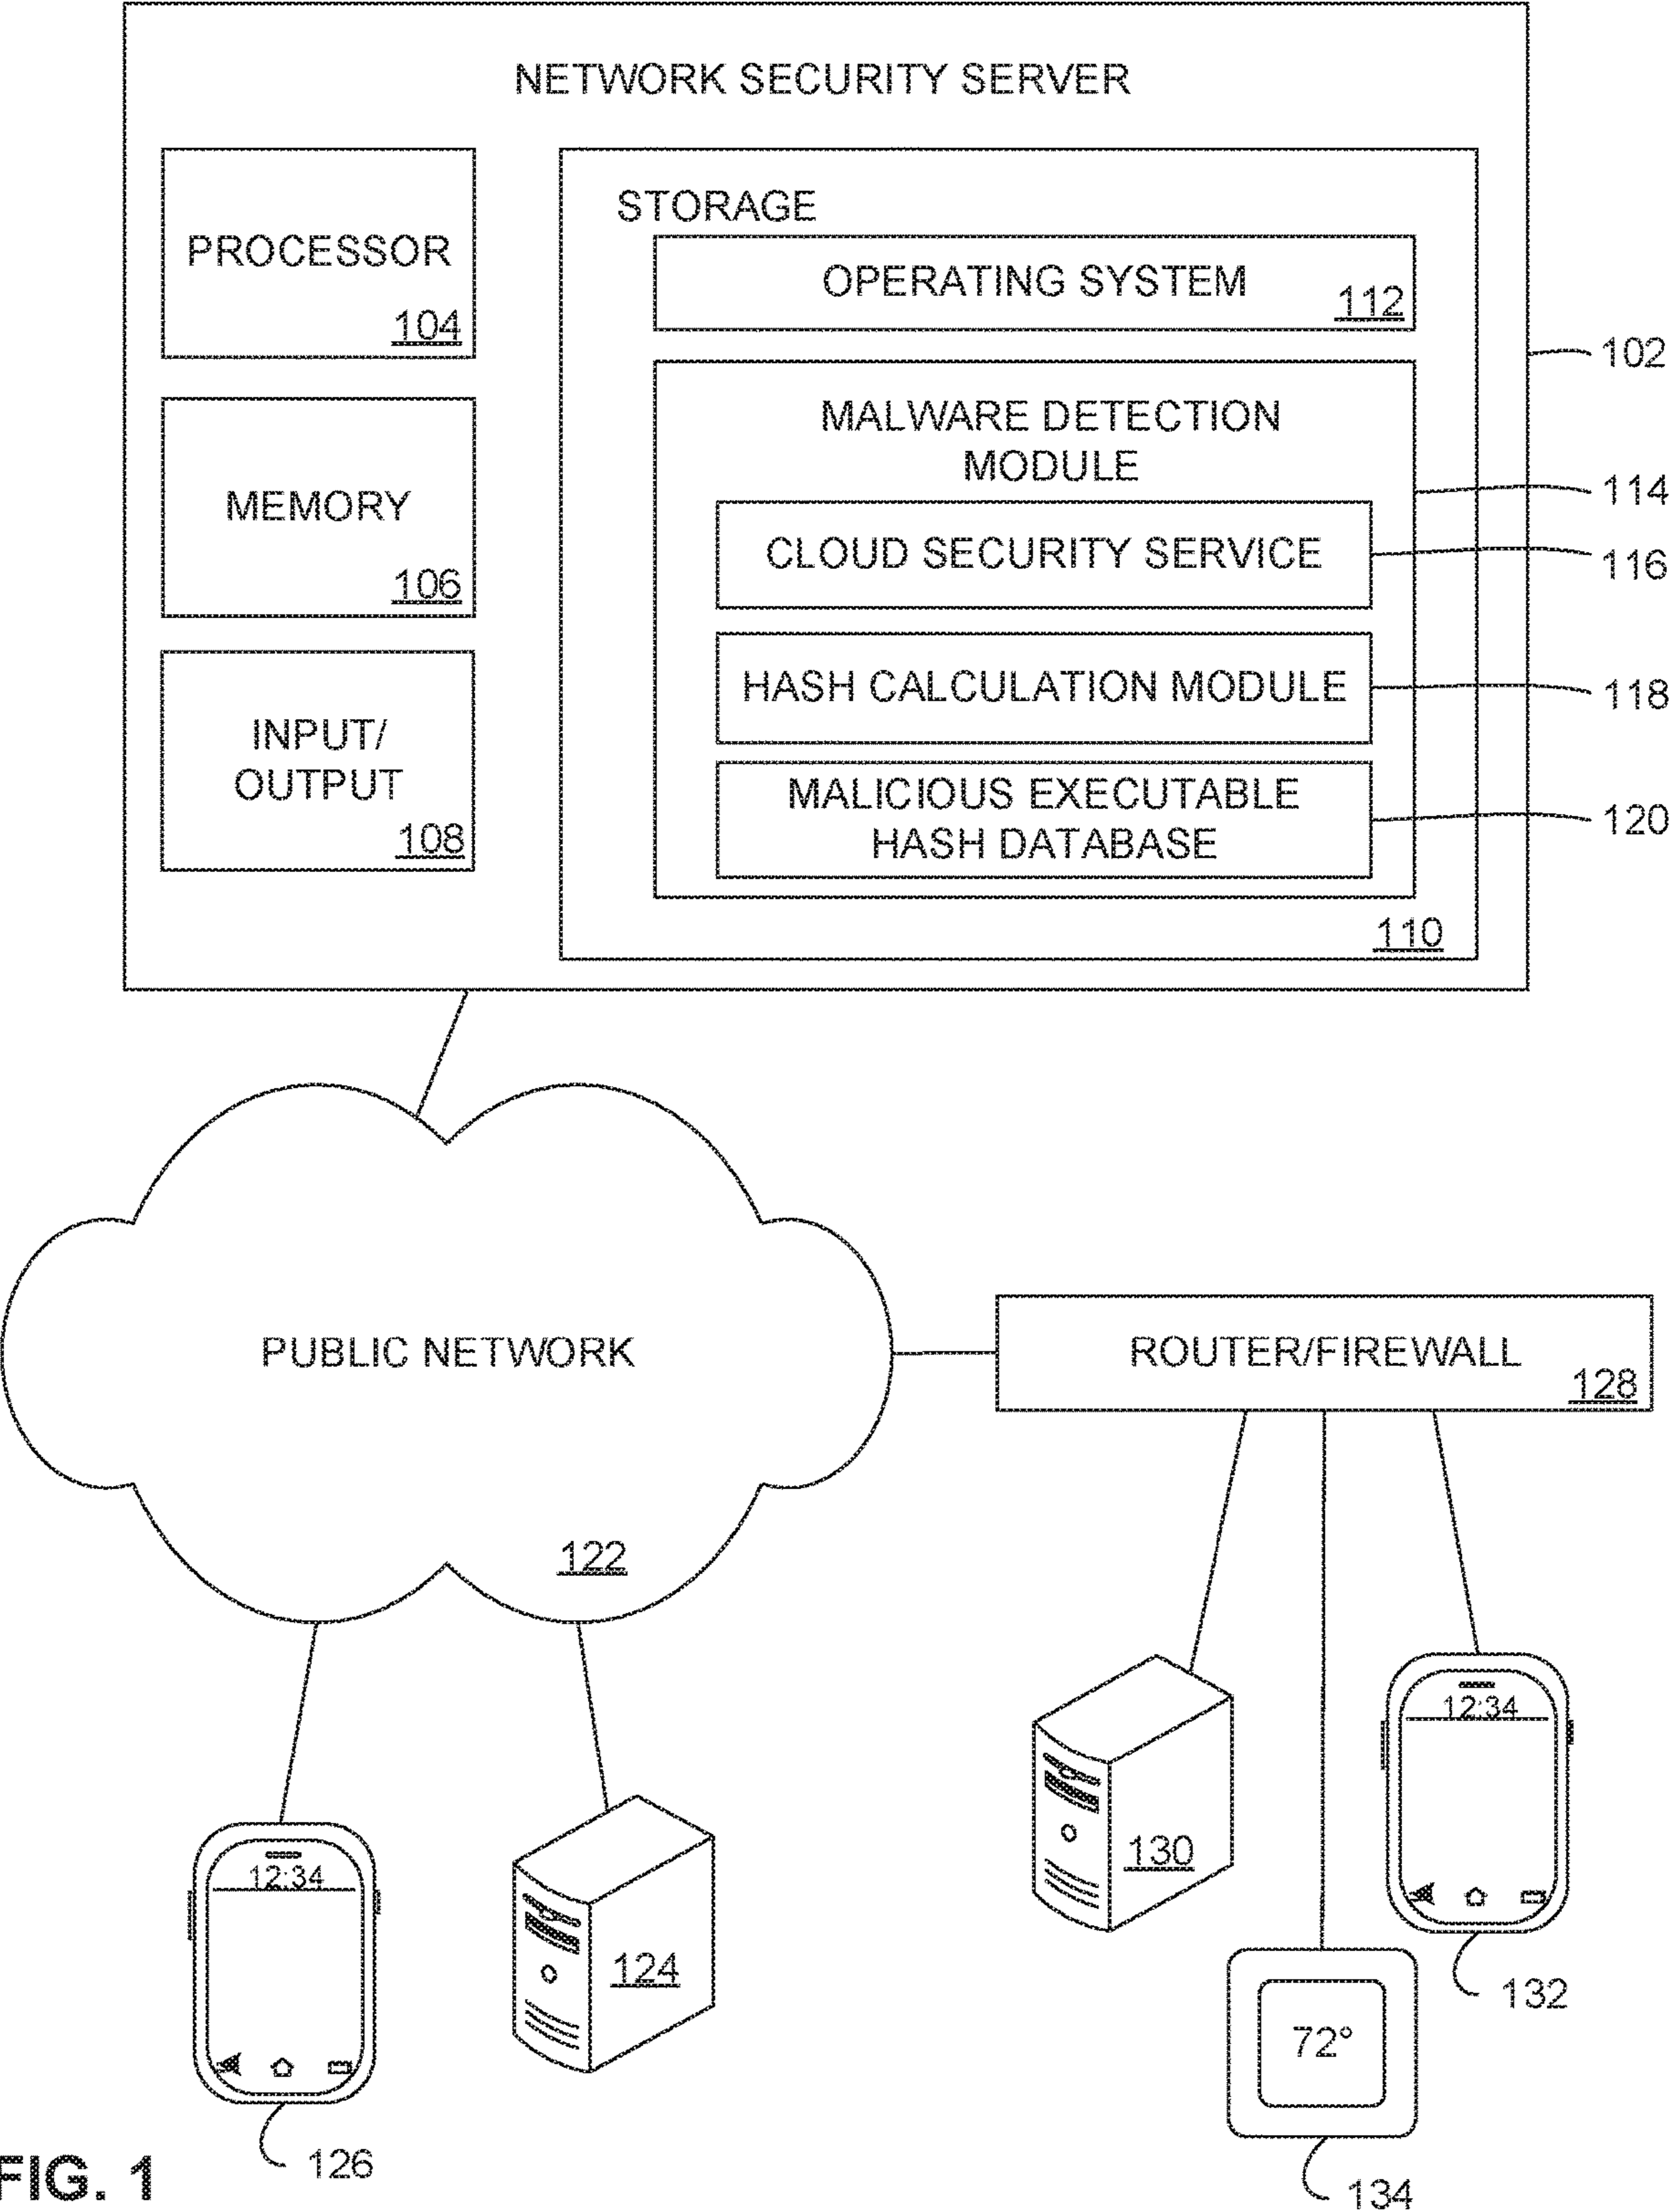 NETWORK SECURITY SERVER
PROCESSOR
104
MEMORY
106
INPUT/
OUTPUT
108
STORAGE
OPERATING SYSTEM
112
MALWARE DETECTION
MODULE
CLOUD SECURITY SERVICE
HASH CALCULATION MODULE
MALICIOUS EXECUTABLE
HASH DATABASE
110
102
114
116
118
120
PUBLIC NETWORK
122
ROUTER/FIREWALL
128
12:34
126
124
130
12:34
132
72°
134
FIG. 1